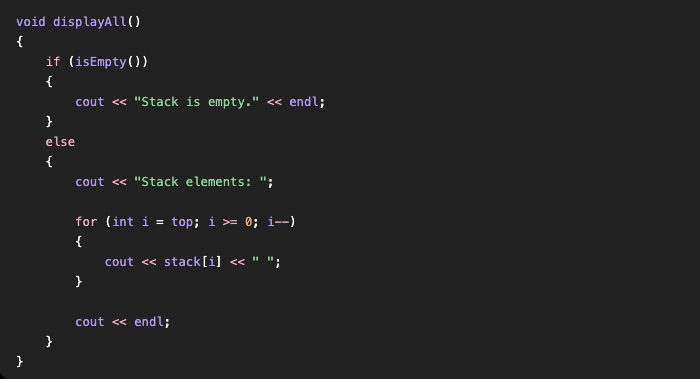 void displayAll()
{
    if (isEmpty())
    {
        cout << "Stack is empty." << endl;
    }
    else
    {
        cout << "Stack elements: ";

        for (int i = top; i >= 0; i--)
        {
            cout << stack[i] << " ";
        }

        cout << endl;
    }
}